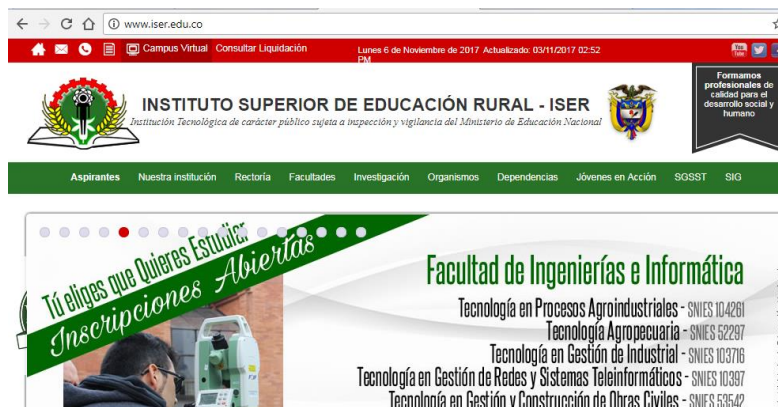 www.iser.edu.co
Campus Virtual Consultar Liquidación
Lunes 6 de Noviembre de 2017 Actualizado: 03/11/2017 02:52
PM
You
Tube
INSTITUTO SUPERIOR DE EDUCACIÓN RURAL - ISER
Institución Tecnológica de carácter público sujeta a inspección y vigilancia del Ministerio de Educación Nacional
Formamos
profesionales de
calidad para el
desarrollo social y
humano
Aspirantes Nuestra institución Rectoría Facultades Investigación Organismos Dependencias Jóvenes en Acción SGSST SIG
Tú eliges que Quieres Estudiar
Inscripciones Abiertas
Facultad de Ingenierías e Informática
Tecnología en Procesos Agroindustriales - SNIES 104261
Tecnología Agropecuaria - SNIES 52297
Tecnología en Gestión de Industrial - SNIES 103716
Tecnología en Gestión de Redes y Sistemas Teleinformáticos - SNIES 10397
Tecnología en Gestión y Construcción de Obras Civiles - SNIES 53542